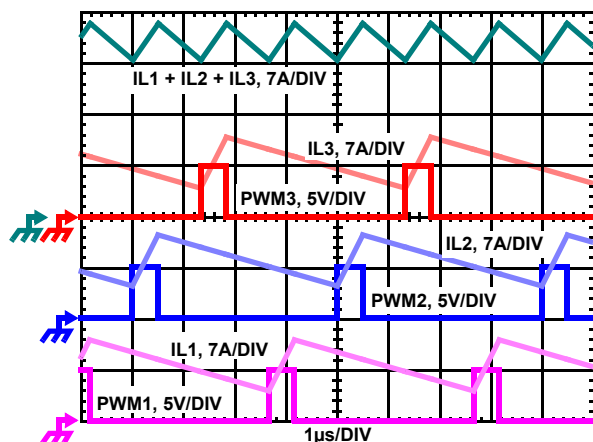 IL1 + IL2 + IL3, 7A/DIV
IL3, 7A/DIV
PWM3, 5V/DIV
IL2, 7A/DIV
PWM2, 5V/DIV
IL1, 7A/DIV
PWM1, 5V/DIV
1μs/DIV